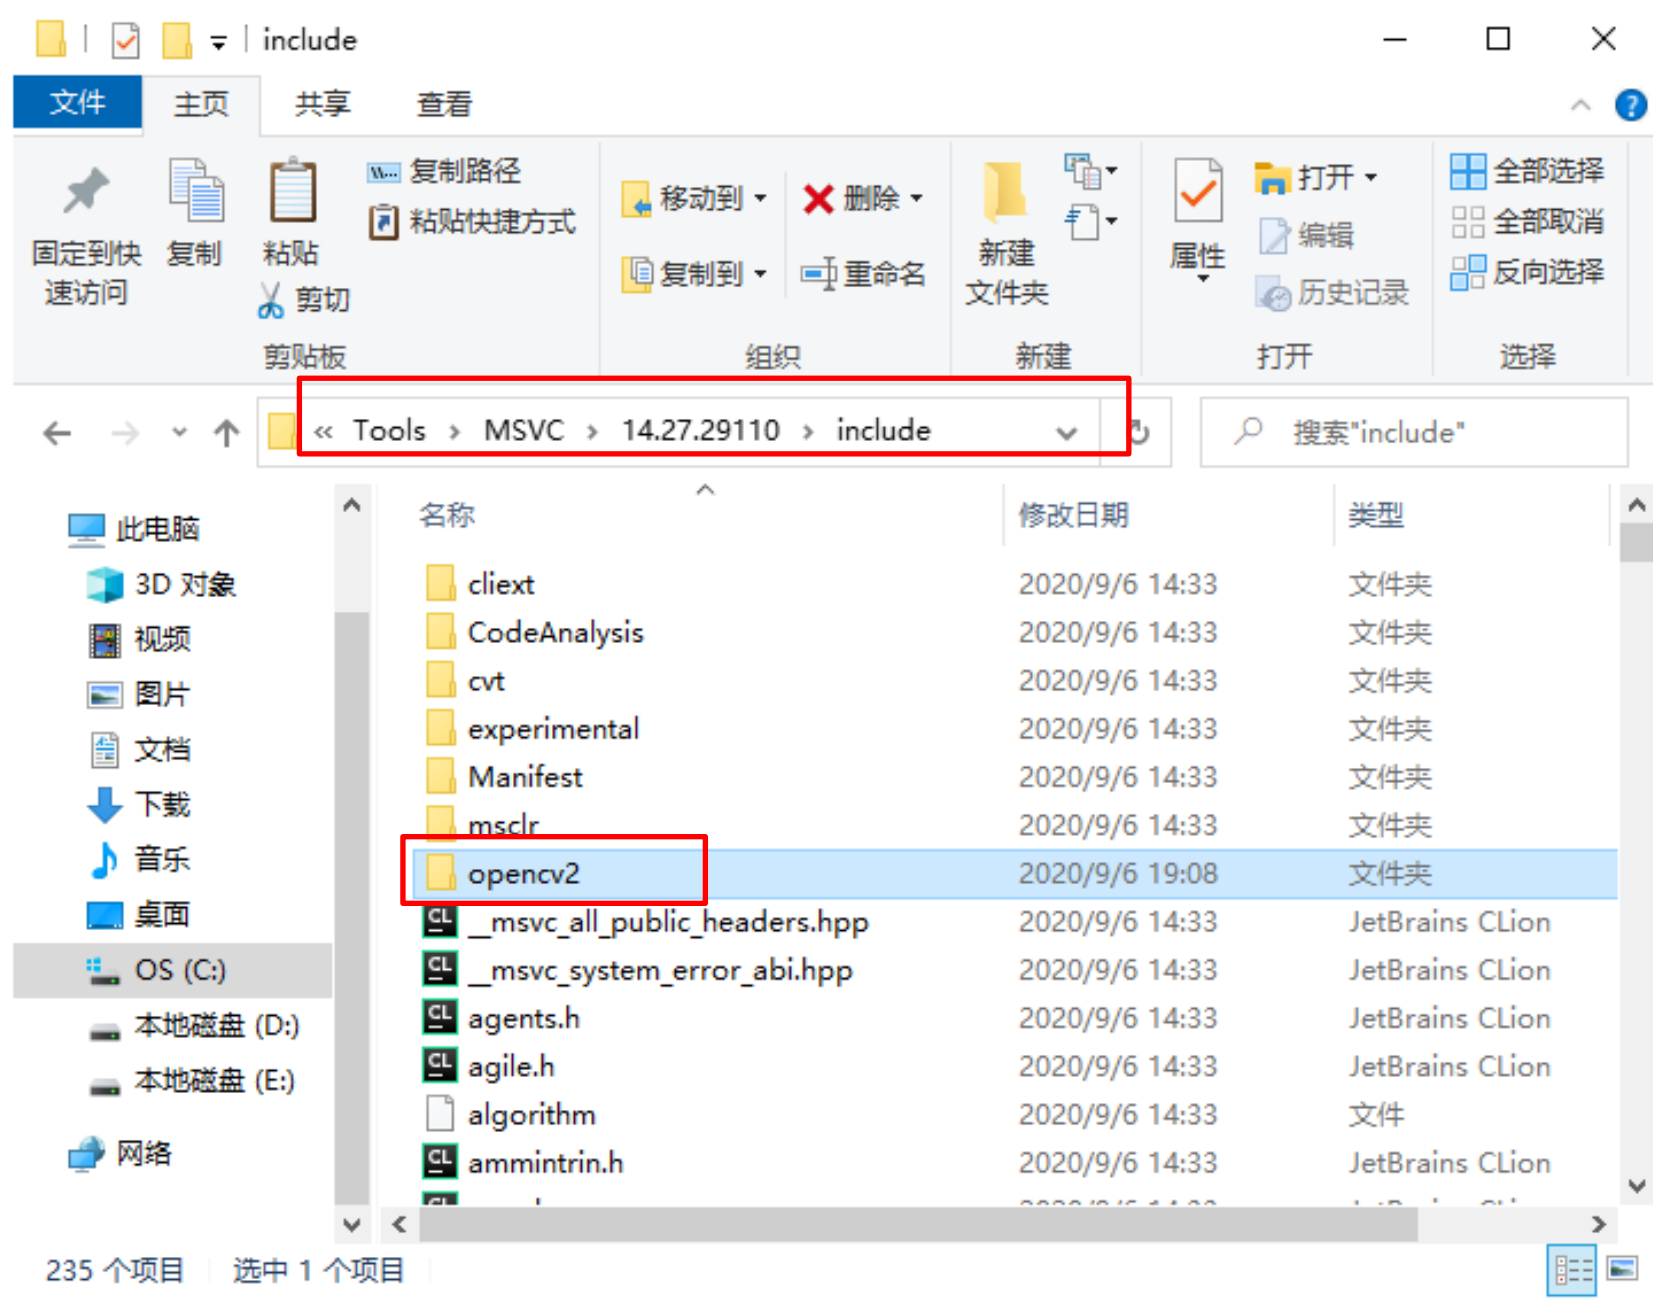 include
文件 主页 共享 查看
固定到快速访问
复制
粘贴
复制路径
粘贴快捷方式
剪切
剪贴板
移动到
复制到
删除
重命名
组织
新建
文件夹
新建
属性
打开
编辑
历史记录
打开
全部选择
全部取消
反向选择
选择
« Tools › MSVC › 14.27.29110 › include
搜索"include"
此电脑
3D 对象
视频
图片
文档
下载
音乐
桌面
OS (C:)
本地磁盘 (D:)
本地磁盘 (E:)
网络
名称 修改日期 类型
cliext 2020/9/6 14:33 文件夹
CodeAnalysis 2020/9/6 14:33 文件夹
cvt 2020/9/6 14:33 文件夹
experimental 2020/9/6 14:33 文件夹
Manifest 2020/9/6 14:33 文件夹
msclr 2020/9/6 14:33 文件夹
opencv2 2020/9/6 19:08 文件夹
__msvc_all_public_headers.hpp 2020/9/6 14:33 JetBrains CLion
__msvc_system_error_abi.hpp 2020/9/6 14:33 JetBrains CLion
agents.h 2020/9/6 14:33 JetBrains CLion
agile.h 2020/9/6 14:33 JetBrains CLion
algorithm 2020/9/6 14:33 文件
ammintrin.h 2020/9/6 14:33 JetBrains CLion
235 个项目 选中 1 个项目